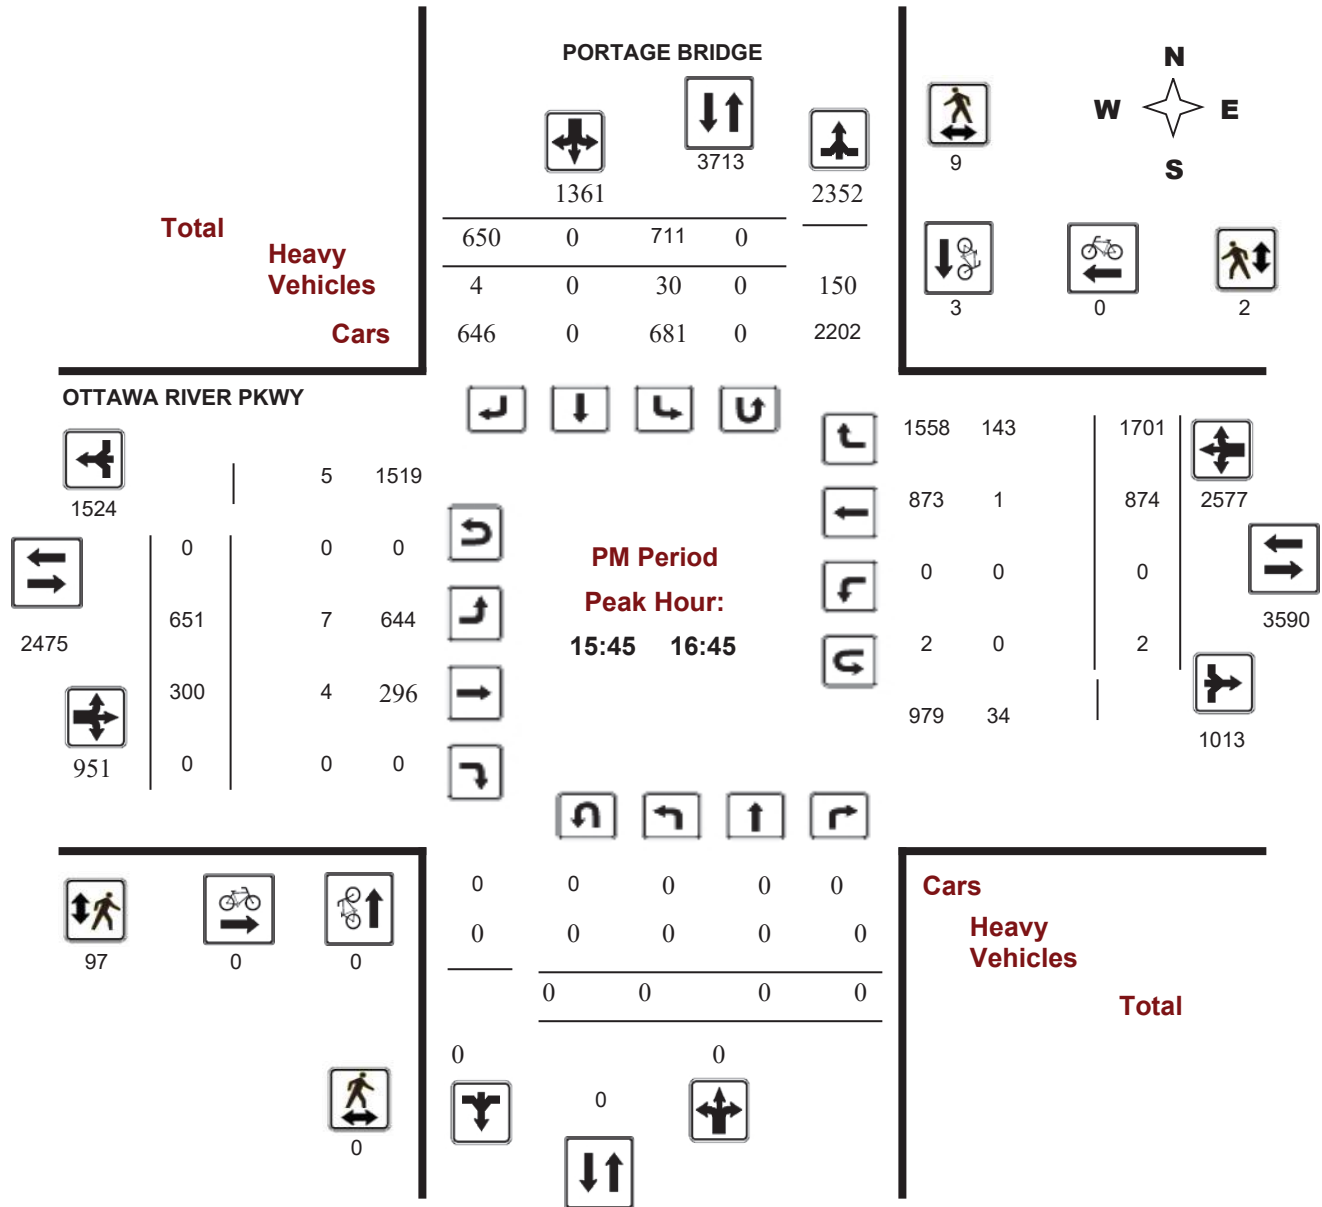 PORTAGE BRIDGE
N
W E
S
3713
9
1361 2352
Total
650 0 711 0
Heavy
Vehicles
4 0 30 0 150
3 0 2
Cars
646 0 681 0 2202
OTTAWA RIVER PKWY
1558 143 1701
5 1519
1524
873 1 874 2577
0 0 0
PM Period
0 0 0
Peak Hour:
651 7 644
3590
2475
15:45 16:45
2 0 2
300 4 296
979 34
1013
951 0 0 0
0 0 0 0 0
Cars
0 0 0 0 0
Heavy
Vehicles
97 0 0
0 0 0 0
Total
0 0
0
0